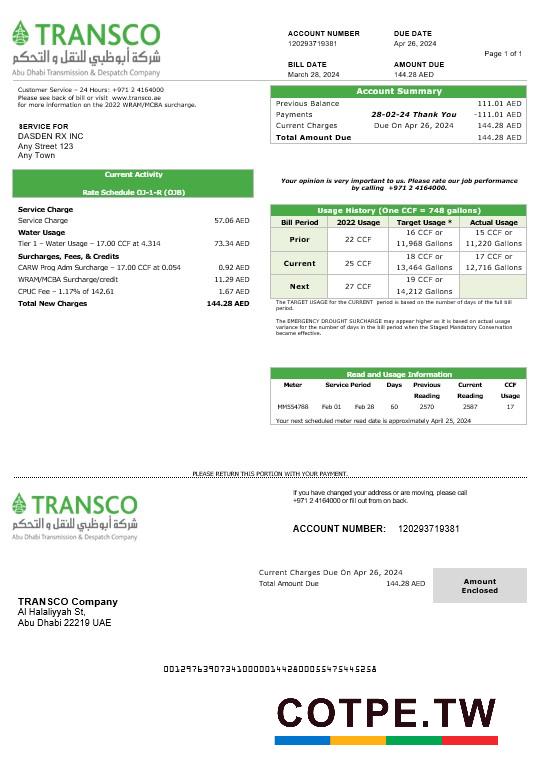 TRANSCO
شركة أبوظبي للنقل و التحكم
Abu Dhabi Transmission & Despatch Company
ACCOUNT NUMBER DUE DATE
120293719381 Apr 26, 2024
Page 1 of 1
BILL DATE AMOUNT DUE
March 28, 2024 144.28 AED
Customer Service – 24 Hours: +971 2 4164000
Please see back of bill or visit www.transco.ae
for more information on the 2022 WRAM/MCBA surcharge.
SERVICE FOR
DASDEN RX INC
Any Street 123
Any Town
Account Summary
Previous Balance 111.01 AED
Payments 28-02-24 Thank You -111.01 AED
Current Charges Due On Apr 26, 2024 144.28 AED
Total Amount Due 144.28 AED
Current Activity
Rate Schedule OJ-1-R (OJB)
Service Charge
Service Charge 57.06 AED
Water Usage
Tier 1 – Water Usage – 17.00 CCF at 4.314 73.34 AED
Surcharges, Fees, & Credits
CARW Prog Adm Surcharge – 17.00 CCF at 0.054 0.92 AED
WRAM/MCBA Surcharge/credit 11.29 AED
CPUC Fee – 1.17% of 142.61 1.67 AED
Total New Charges 144.28 AED
Your opinion is very important to us. Please rate our job performance
by calling +971 2 4164000.
Usage History (One CCF = 748 gallons)
Bill Period 2022 Usage Target Usage * Actual Usage
Prior 22 CCF 16 CCF or 11,968 Gallons 15 CCF or 11,220 Gallons
Current 25 CCF 18 CCF or 13,464 Gallons 17 CCF or 12,716 Gallons
Next 27 CCF 19 CCF or 14,212 Gallons
The TARGET USAGE for the CURRENT period is based on the number of days of the full bill
period.
The EMERGENCY DROUGHT SURCHARGE may appear higher as it is based on actual usage
variance for the number of days in the bill period when the Staged Mandatory Conservation
became effective.
Read and Usage Information
Meter Service Period Days Previous Reading Current Reading CCF Usage
MM554788 Feb 01 Feb 28 60 2570 2587 17
Your next scheduled meter read date is approximately April 25, 2024
PLEASE RETURN THIS PORTION WITH YOUR PAYMENT.
TRANSCO
شركة أبوظبي للنقل و التحكم
Abu Dhabi Transmission & Despatch Company
If you have changed your address or are moving, please call
+971 2 4164000 or fill out from on back.
ACCOUNT NUMBER: 120293719381
Current Charges Due On Apr 26, 2024
Total Amount Due 144.28 AED
Amount
Enclosed
TRANSCO Company
Al Halaliyyah St,
Abu Dhabi 22219 UAE
COTPE.TW